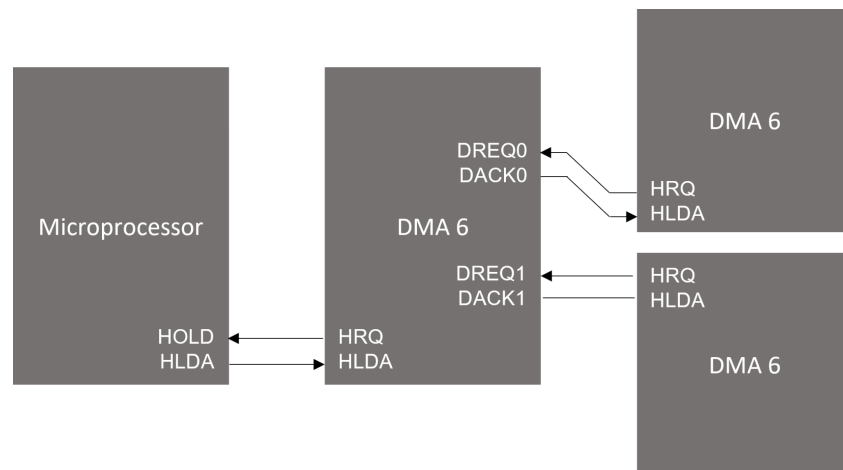 Microprocessor
HOLD
HLDA
DMA 6
DREQ0
DACK0
DREQ1
DACK1
HRQ
HLDA
DMA 6
HRQ
HLDA
HRQ
HLDA
DMA 6